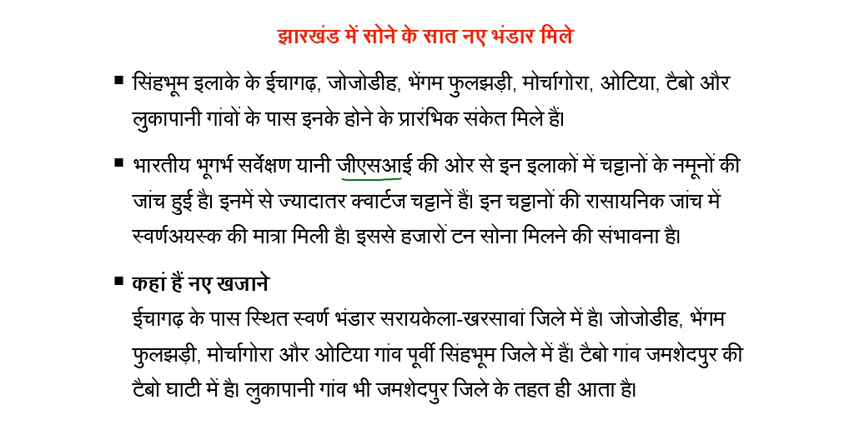 झारखंड में सोने के सात नए भंडार मिले
▪ सिंहभूम इलाके के ईचागढ़, जोजोडीह, भेंगम फुलझड़ी, मोर्चागोरा, ओटिया, टैबो और
लुकापानी गांवों के पास इनके होने के प्रारंभिक संकेत मिले हैं।
▪ भारतीय भूगर्भ सर्वेक्षण यानी जीएसआई की ओर से इन इलाकों में चट्टानों के नमूनों की
जांच हुई है। इनमें से ज्यादातर क्वार्टज चट्टानें हैं। इन चट्टानों की रासायनिक जांच में
स्वर्णअयस्क की मात्रा मिली है। इससे हजारों टन सोना मिलने की संभावना है।
▪ कहां हैं नए खजाने
ईचागढ़ के पास स्थित स्वर्ण भंडार सरायकेला-खरसावां जिले में है। जोजोडीह, भेंगम
फुलझड़ी, मोर्चागोरा और ओटिया गांव पूर्वी सिंहभूम जिले में हैं। टैबो गांव जमशेदपुर की
टैबो घाटी में है। लुकापानी गांव भी जमशेदपुर जिले के तहत ही आता है।